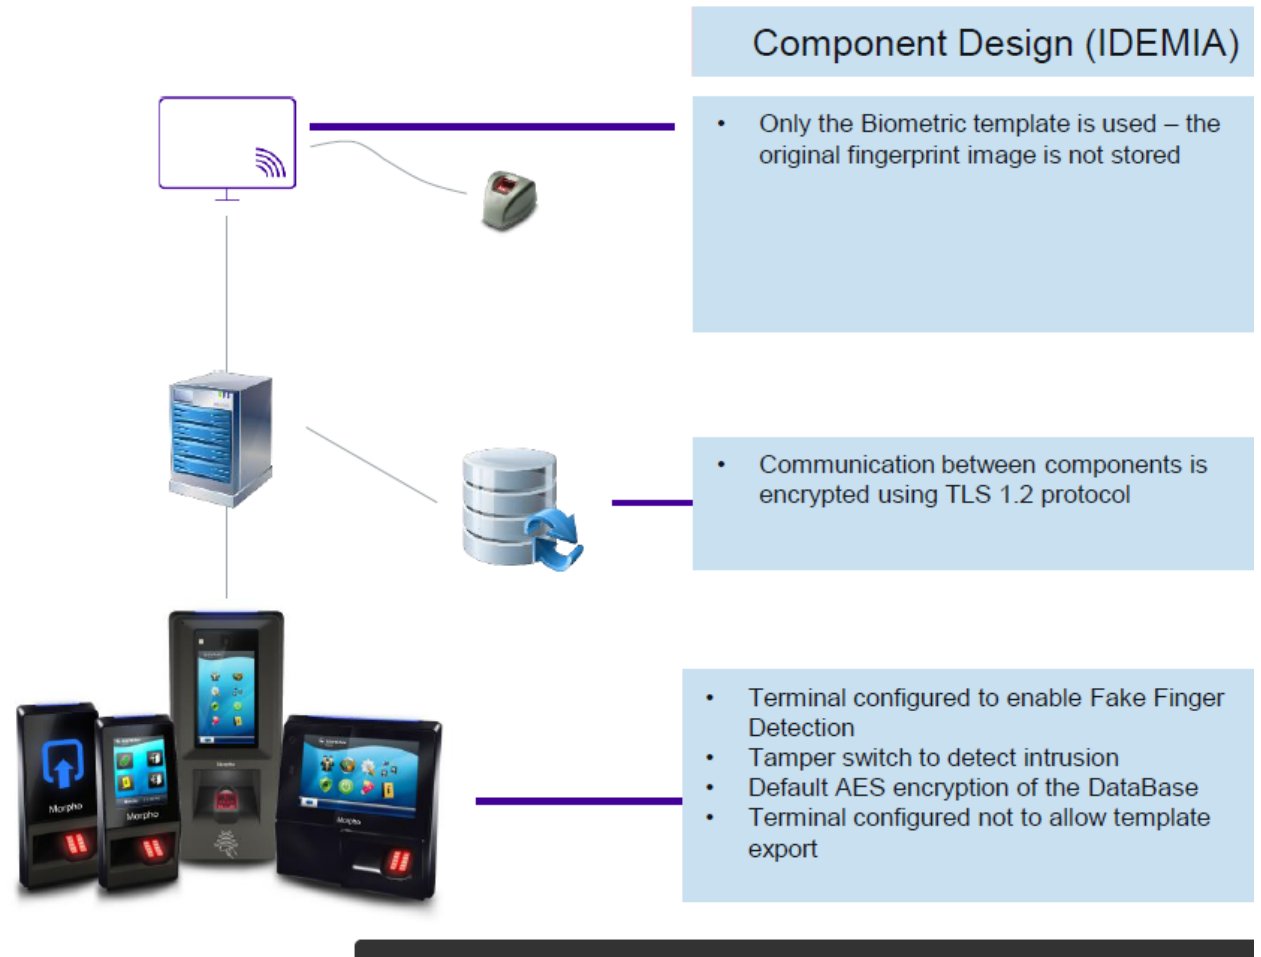 Component Design (IDEMIA)
• Only the Biometric template is used – the
original fingerprint image is not stored
• Communication between components is
encrypted using TLS 1.2 protocol
• Terminal configured to enable Fake Finger
Detection
• Tamper switch to detect intrusion
• Default AES encryption of the DataBase
• Terminal configured not to allow template
export
Morpho
Morpho
Morpho
Morpho